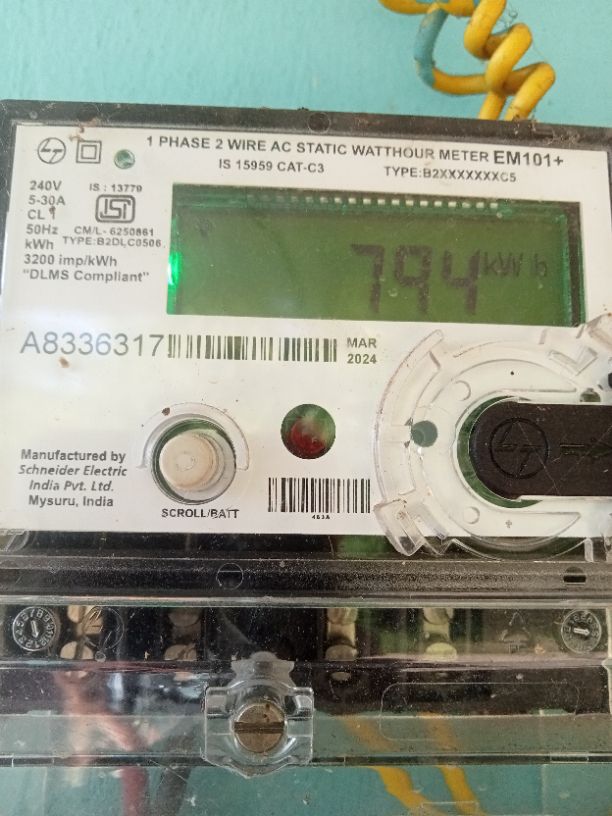 1 PHASE 2 WIRE AC STATIC WATTHOUR METER EM101+
IS 15959 CAT-C3 TYPE:B2XXXXXXXC5
240V
5-30A
CL 1
50Hz
kWh
3200 imp/kWh
"DLMS Compliant"
IS : 13779
ISI
CM/L - 6250861
TYPE:B2DLC0506
794 kWh
A8336317
MAR
2024
Manufactured by
Schneider Electric
India Pvt. Ltd.
Mysuru, India
SCROLL/BATT